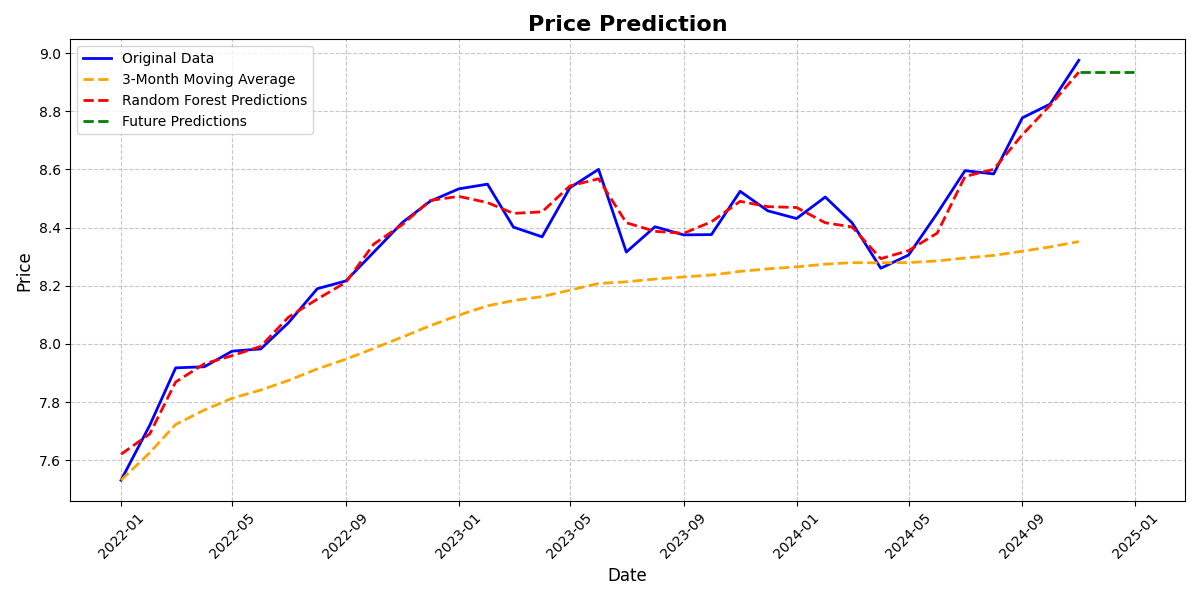 Price Prediction
Original Data
3-Month Moving Average
Random Forest Predictions
Future Predictions
Price
9.0
8.8
8.6
8.4
8.2
8.0
7.8
7.6
2022-01
2022-05
2022-09
2023-01
2023-05
2023-09
2024-01
2024-05
2024-09
2025-01
Date